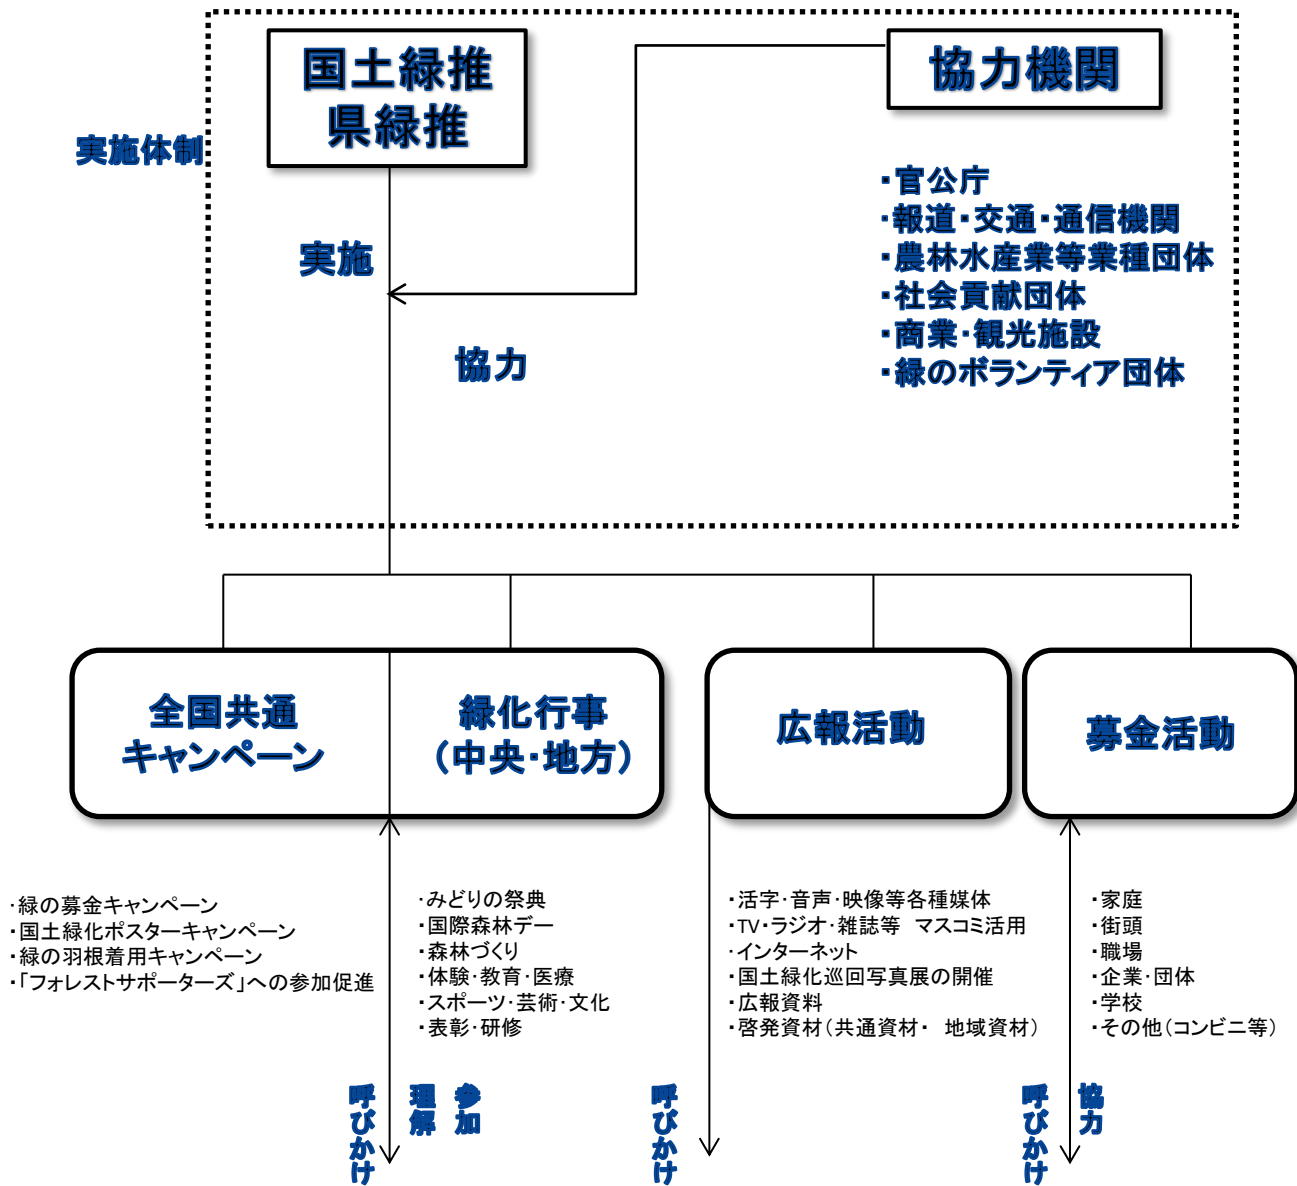 国土緑推
県緑推
協力機関
実施体制
・官公庁
・報道・交通・通信機関
・農林水産業等業種団体
・社会貢献団体
・商業・観光施設
・緑のボランティア団体
実施
協力
全国共通
キャンペーン
緑化行事
（中央・地方）
広報活動
募金活動
・緑の募金キャンペーン
・国土緑化ポスターキャンペーン
・緑の羽根着用キャンペーン
・「フォレストサポーターズ」への参加促進
・みどりの祭典
・国際森林デー
・森林づくり
・体験・教育・医療
・スポーツ・芸術・文化
・表彰・研修
・活字・音声・映像等各種媒体
・TV・ラジオ・雑誌等　マスコミ活用
・インターネット
・国土緑化巡回写真展の開催
・広報資料
・啓発資材（共通資材・　地域資材）
・家庭
・街頭
・職場
・企業・団体
・学校
・その他（コンビニ等）
呼びかけ
理解
参加
呼びかけ
呼びかけ
協力